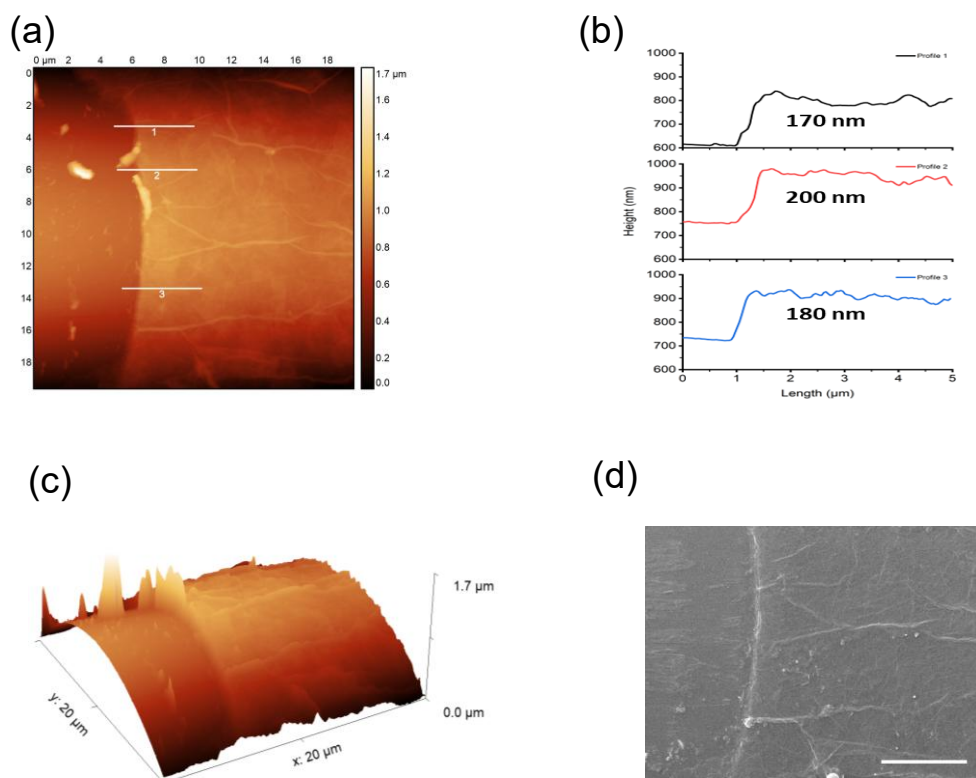 (a)
0 µm 2 4 6 8 10 12 14 16 18
0
2
4
6
8
10
12
14
16
18
1
2
3
1.7 µm
1.4
1.2
1.0
0.8
0.6
0.4
0.2
0.0
(b)
1000
900
800
700
600
Profile 1
170 nm
1000
900
800
700
600
Profile 2
200 nm
Height (nm)
1000
900
800
700
600
Profile 3
180 nm
0 1 2 3 4 5
Length (µm)
(c)
1.7 µm
0.0 µm
y: 20 µm
x: 20 µm
(d)